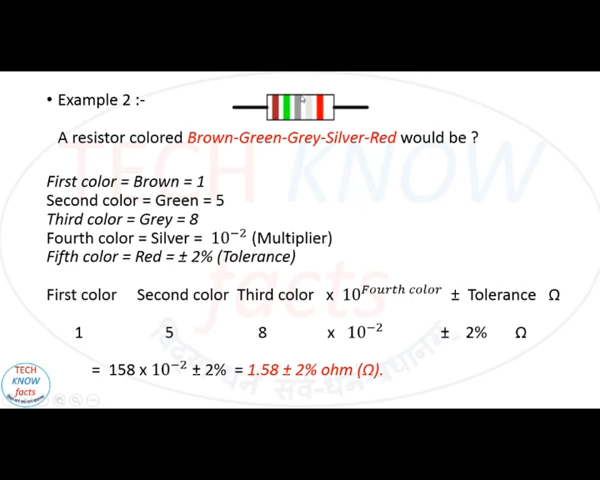 • Example 2 :-
A resistor colored Brown-Green-Grey-Silver-Red would be ?
First color = Brown = 1
Second color = Green = 5
Third color = Grey = 8
Fourth color = Silver = 10⁻² (Multiplier)
Fifth color = Red = ± 2% (Tolerance)
First color Second color Third color x 10^Fourth color ± Tolerance Ω
1 5 8 x 10⁻² ± 2% Ω
= 158 x 10⁻² ± 2% = 1.58 ± 2% ohm (Ω).
TECH KNOW
facts
TECH
KNOW
facts